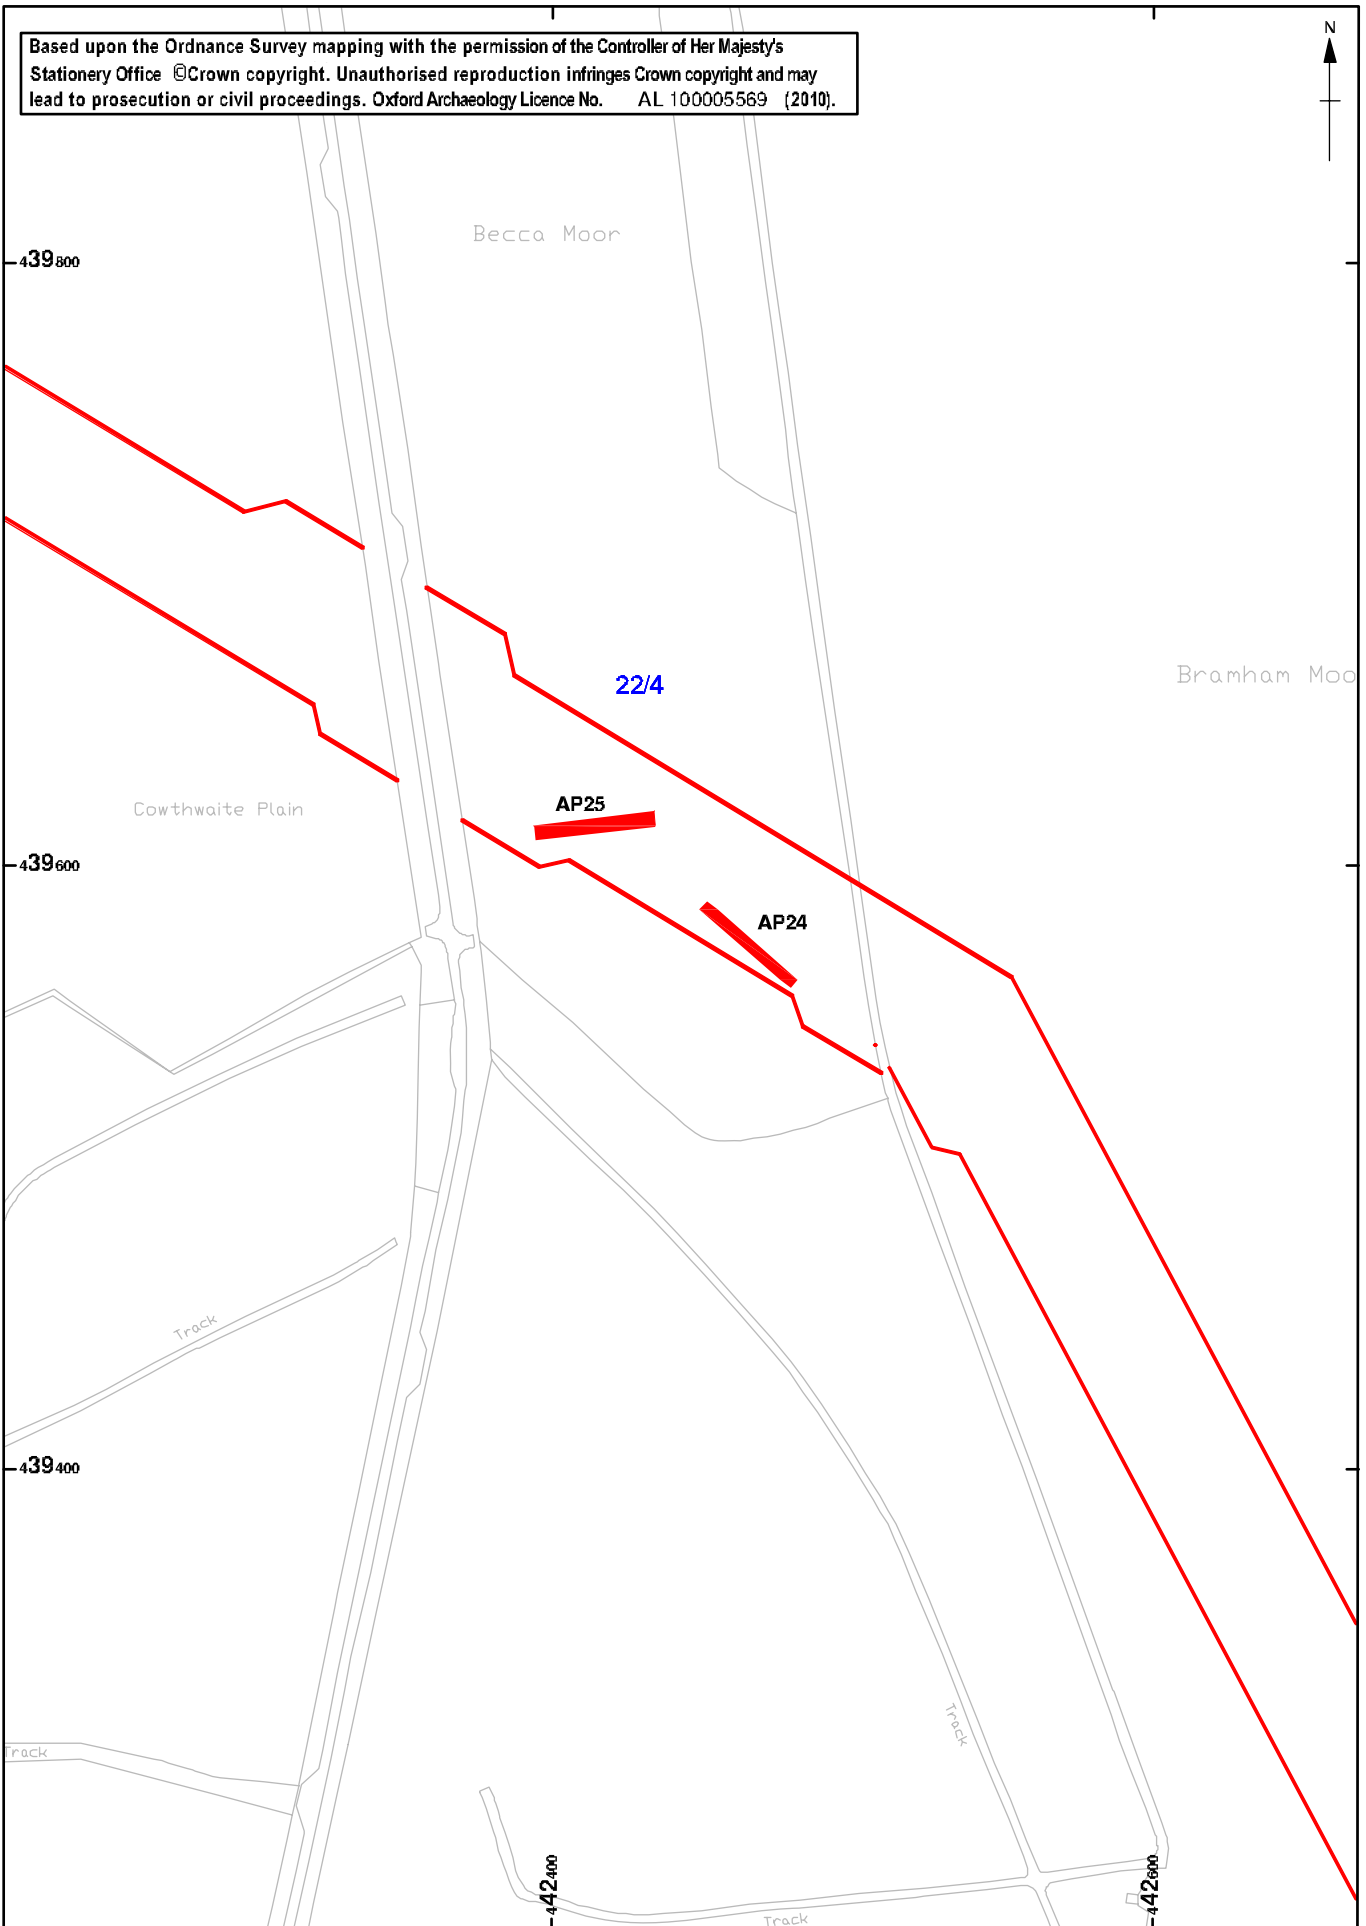 Based upon the Ordnance Survey mapping with the permission of the Controller of Her Majesty's
Stationery Office ©Crown copyright. Unauthorised reproduction infringes Crown copyright and may
lead to prosecution or civil proceedings. Oxford Archaeology Licence No. AL 100005569 (2010).
N
Becca Moor
439800
22/4
Bramham Moo
AP25
Cowthwaite Plain
439600
AP24
Track
439400
Track
Track
442400
442600
Track